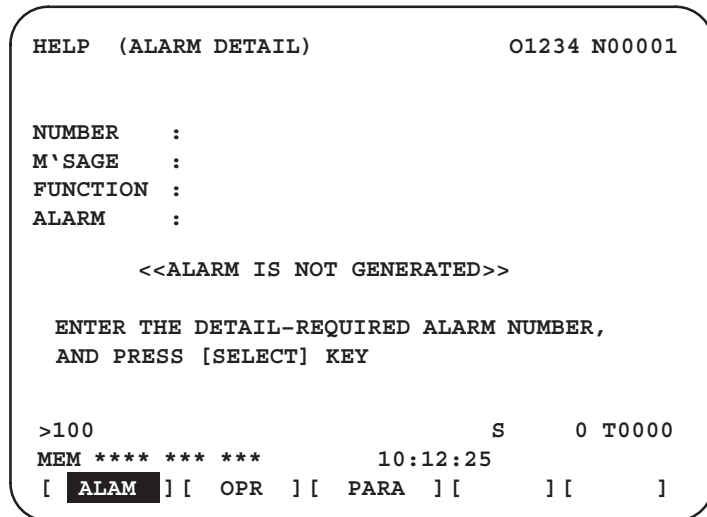 HELP (ALARM DETAIL) O1234 N00001
NUMBER :
M‘SAGE :
FUNCTION :
ALARM :
<<ALARM IS NOT GENERATED>>
ENTER THE DETAIL–REQUIRED ALARM NUMBER,
AND PRESS [SELECT] KEY
>100 S 0 T0000
MEM **** *** *** 10:12:25
[ ALAM ] [ OPR ] [ PARA ] [ ] [ ]